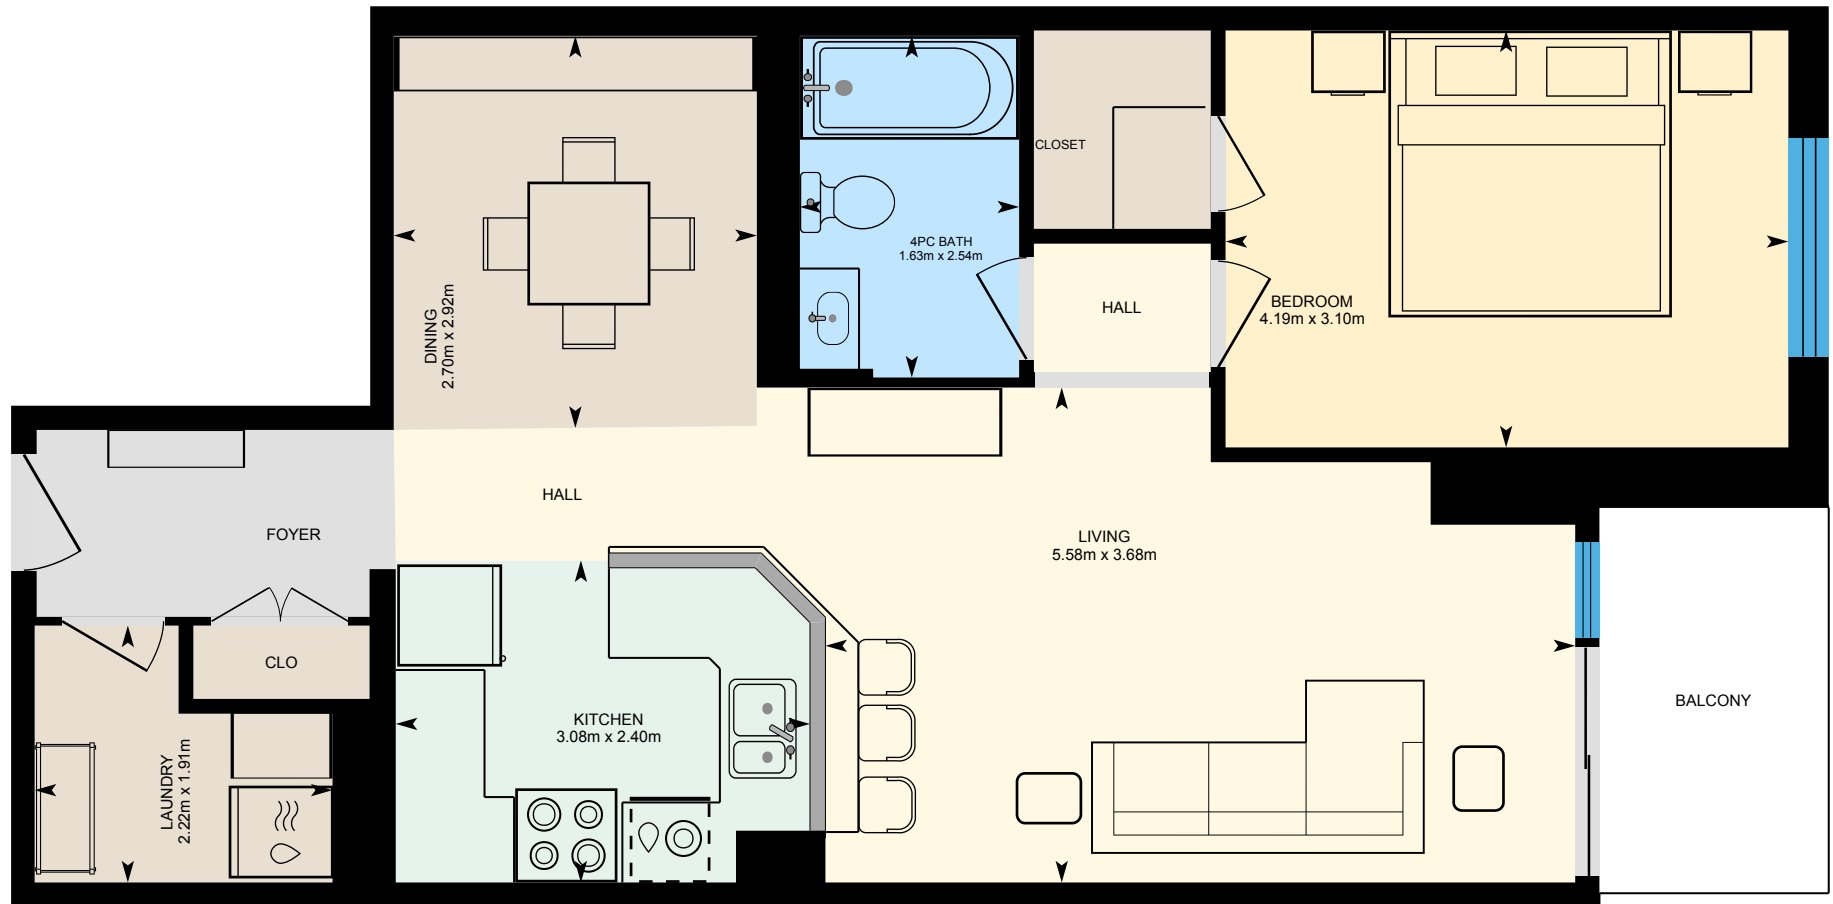 CLOSET
4PC BATH
1.63m x 2.54m
HALL
BEDROOM
4.19m x 3.10m
DINING
2.70m x 2.92m
HALL
FOYER
LIVING
5.58m x 3.68m
CLO
KITCHEN
3.08m x 2.40m
LAUNDRY
2.22m x 1.91m
BALCONY